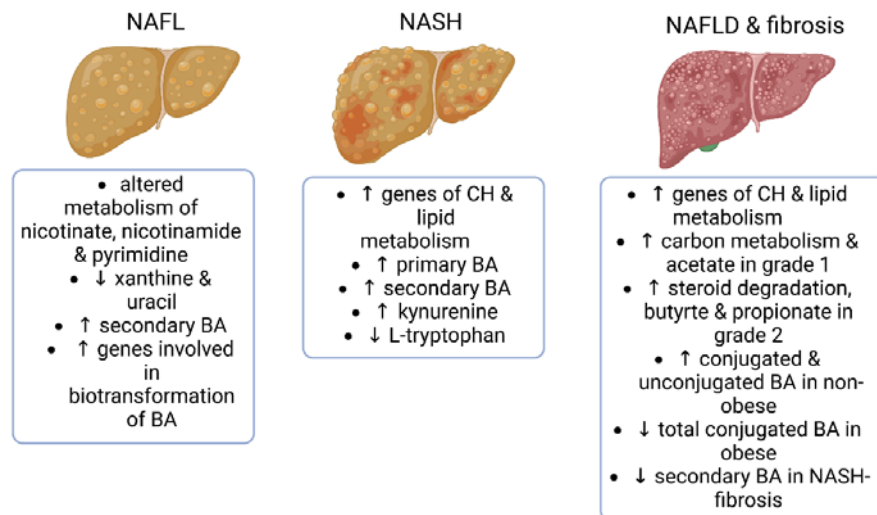 NAFL
• altered
metabolism of
nicotinate, nicotinamide
& pyrimidine
• ↓ xanthine &
uracil
• ↑ secondary BA
• ↑ genes involved
in
biotransformation
of BA
NASH
• ↑ genes of CH &
lipid
metabolism
• ↑ primary BA
• ↑ secondary BA
• ↑ kynurenine
• ↓ L-tryptophan
NAFLD & fibrosis
• ↑ genes of CH & lipid
metabolism
• ↑ carbon metabolism &
acetate in grade 1
• ↑ steroid degradation,
butyrte & propionate in
grade 2
• ↑ conjugated &
unconjugated BA in non-
obese
• ↓ total conjugated BA in
obese
• ↓ secondary BA in NASH-
fibrosis